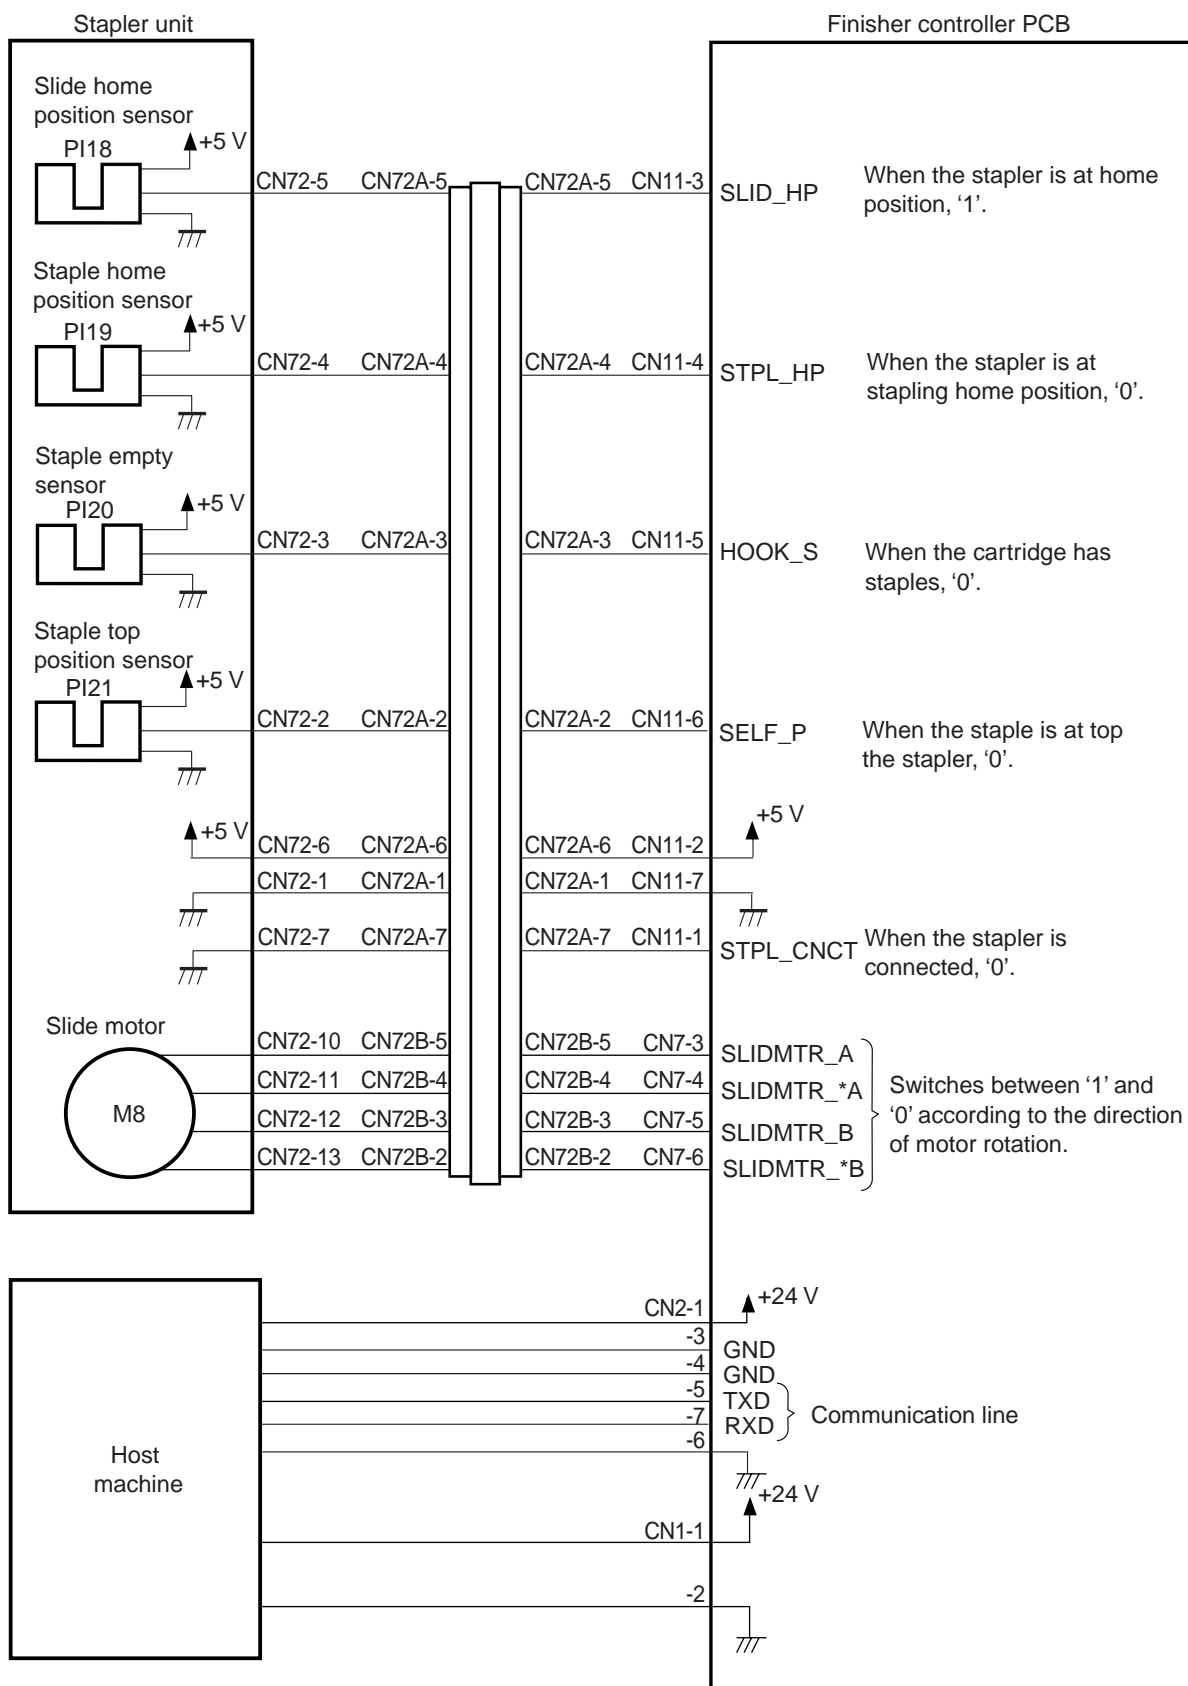 Stapler unit
Finisher controller PCB
Slide home
position sensor
PI18
+5 V
CN72-5 CN72A-5 CN72A-5 CN11-3
SLID_HP
When the stapler is at home
position, ‘1’.
Staple home
position sensor
PI19
+5 V
CN72-4 CN72A-4 CN72A-4 CN11-4
STPL_HP
When the stapler is at
stapling home position, ‘0’.
Staple empty
sensor
PI20
+5 V
CN72-3 CN72A-3 CN72A-3 CN11-5
HOOK_S
When the cartridge has
staples, ‘0’.
Staple top
position sensor
PI21
+5 V
CN72-2 CN72A-2 CN72A-2 CN11-6
SELF_P
When the staple is at top
the stapler, ‘0’.
+5 V
CN72-6 CN72A-6 CN72A-6 CN11-2
+5 V
CN72-1 CN72A-1 CN72A-1 CN11-7
CN72-7 CN72A-7 CN72A-7 CN11-1
STPL_CNCT
When the stapler is
connected, ‘0’.
Slide motor
M8
CN72-10 CN72B-5 CN72B-5 CN7-3
SLIDMTR_A
CN72-11 CN72B-4 CN72B-4 CN7-4
SLIDMTR_*A
CN72-12 CN72B-3 CN72B-3 CN7-5
SLIDMTR_B
CN72-13 CN72B-2 CN72B-2 CN7-6
SLIDMTR_*B
Switches between ‘1’ and
‘0’ according to the direction
of motor rotation.
Host
machine
CN2-1
+24 V
-3
GND
-4
GND
-5
TXD
-7
RXD
Communication line
-6
+24 V
CN1-1
-2